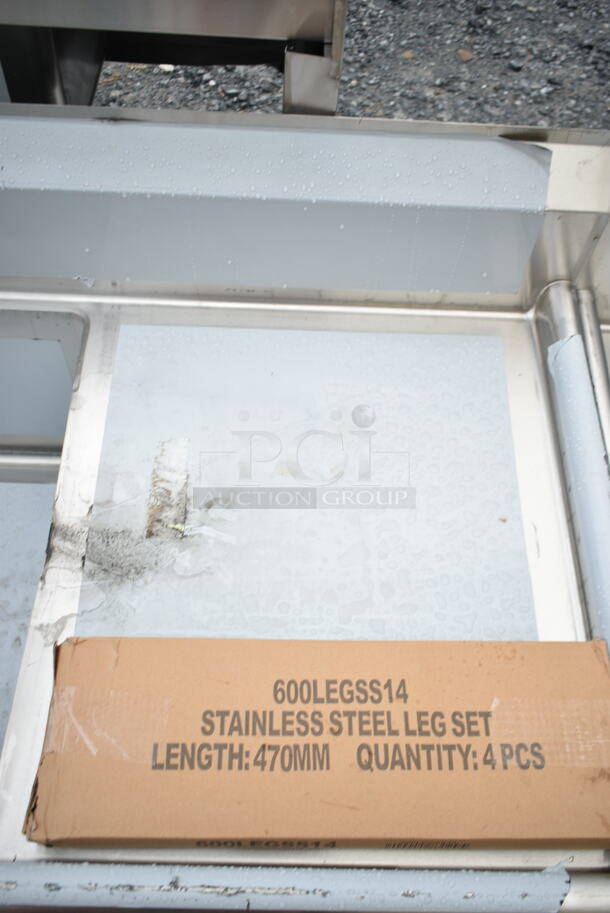 PCi
AUCTION GROUP
600LEGSS14
STAINLESS STEEL LEG SET
LENGTH: 470MM QUANTITY: 4 PCS
600LEGSS14